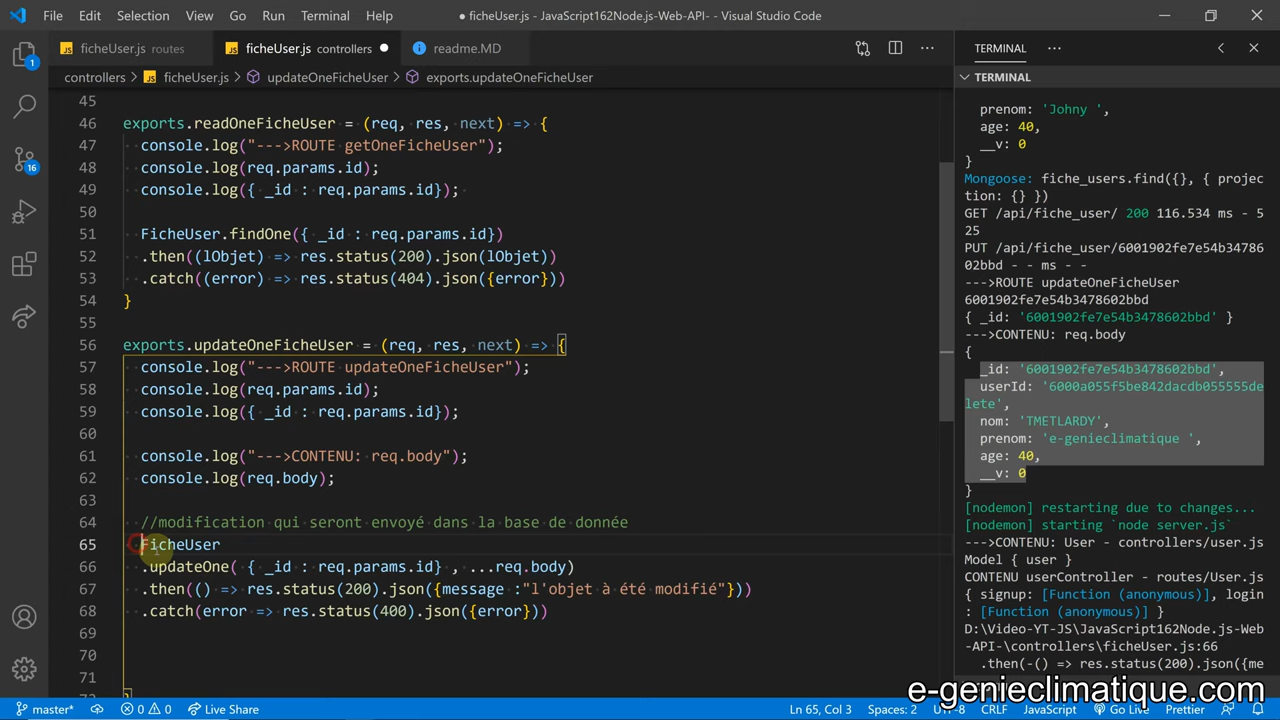 File Edit Selection View Go Run Terminal Help
● ficheUser.js - JavaScript162Node.js-Web-API- - Visual Studio Code
JS ficheUser.js routes
JS ficheUser.js controllers ●
readme.MD
controllers > JS ficheUser.js > updateOneFicheUser > exports.updateOneFicheUser
45
46 exports.readOneFicheUser = (req, res, next) => {
47 console.log("--->ROUTE getOneFicheUser");
48 console.log(req.params.id);
49 console.log({ _id : req.params.id});
50
51 FicheUser.findOne({ _id : req.params.id})
52 .then((lObjet) => res.status(200).json(lObjet))
53 .catch((error) => res.status(404).json({error}))
54 }
55
56 exports.updateOneFicheUser = (req, res, next) => {
57 console.log("--->ROUTE updateOneFicheUser");
58 console.log(req.params.id);
59 console.log({ _id : req.params.id});
60
61 console.log("--->CONTENU: req.body");
62 console.log(req.body);
63
64 //modification qui seront envoyé dans la base de donnée
65 FicheUser
66 .updateOne( { _id : req.params.id} , ...req.body)
67 .then(() => res.status(200).json({message :"l'objet à été modifié"}))
68 .catch(error => res.status(400).json({error}))
69
70
71
72 }
TERMINAL
TERMINAL
prenom: 'Johny ',
age: 40,
__v: 0
}
Mongoose: fiche_users.find({}, { projec
tion: {} })
GET /api/fiche_user/ 200 116.534 ms - 5
25
PUT /api/fiche_user/6001902fe7e54b34786
02bbd - - ms - -
--->ROUTE updateOneFicheUser
6001902fe7e54b3478602bbd
{ _id: '6001902fe7e54b3478602bbd' }
--->CONTENU: req.body
{
_id: '6001902fe7e54b3478602bbd',
userId: '6000a055f5be842dacdb055555de
lete',
nom: 'TMETLARDY',
prenom: 'e-genieclimatique ',
age: 40,
__v: 0
}
[nodemon] restarting due to changes...
[nodemon] starting `node server.js`
--->CONTENU: User - controllers/user.js
Model { user }
CONTENU userController - routes/User.js
{ signup: [Function (anonymous)], login
: [Function (anonymous)] }
D:\Video-YT-JS\JavaScript162Node.js-Web
-API-\controllers\ficheUser.js:66
.then(-() => res.status(200).json({me
1
16
master*
0 0
Live Share
Ln 65, Col 3
Spaces: 2
UTF-8
CRLF
JavaScript
Go Live
Prettier
e-genieclimatique.com